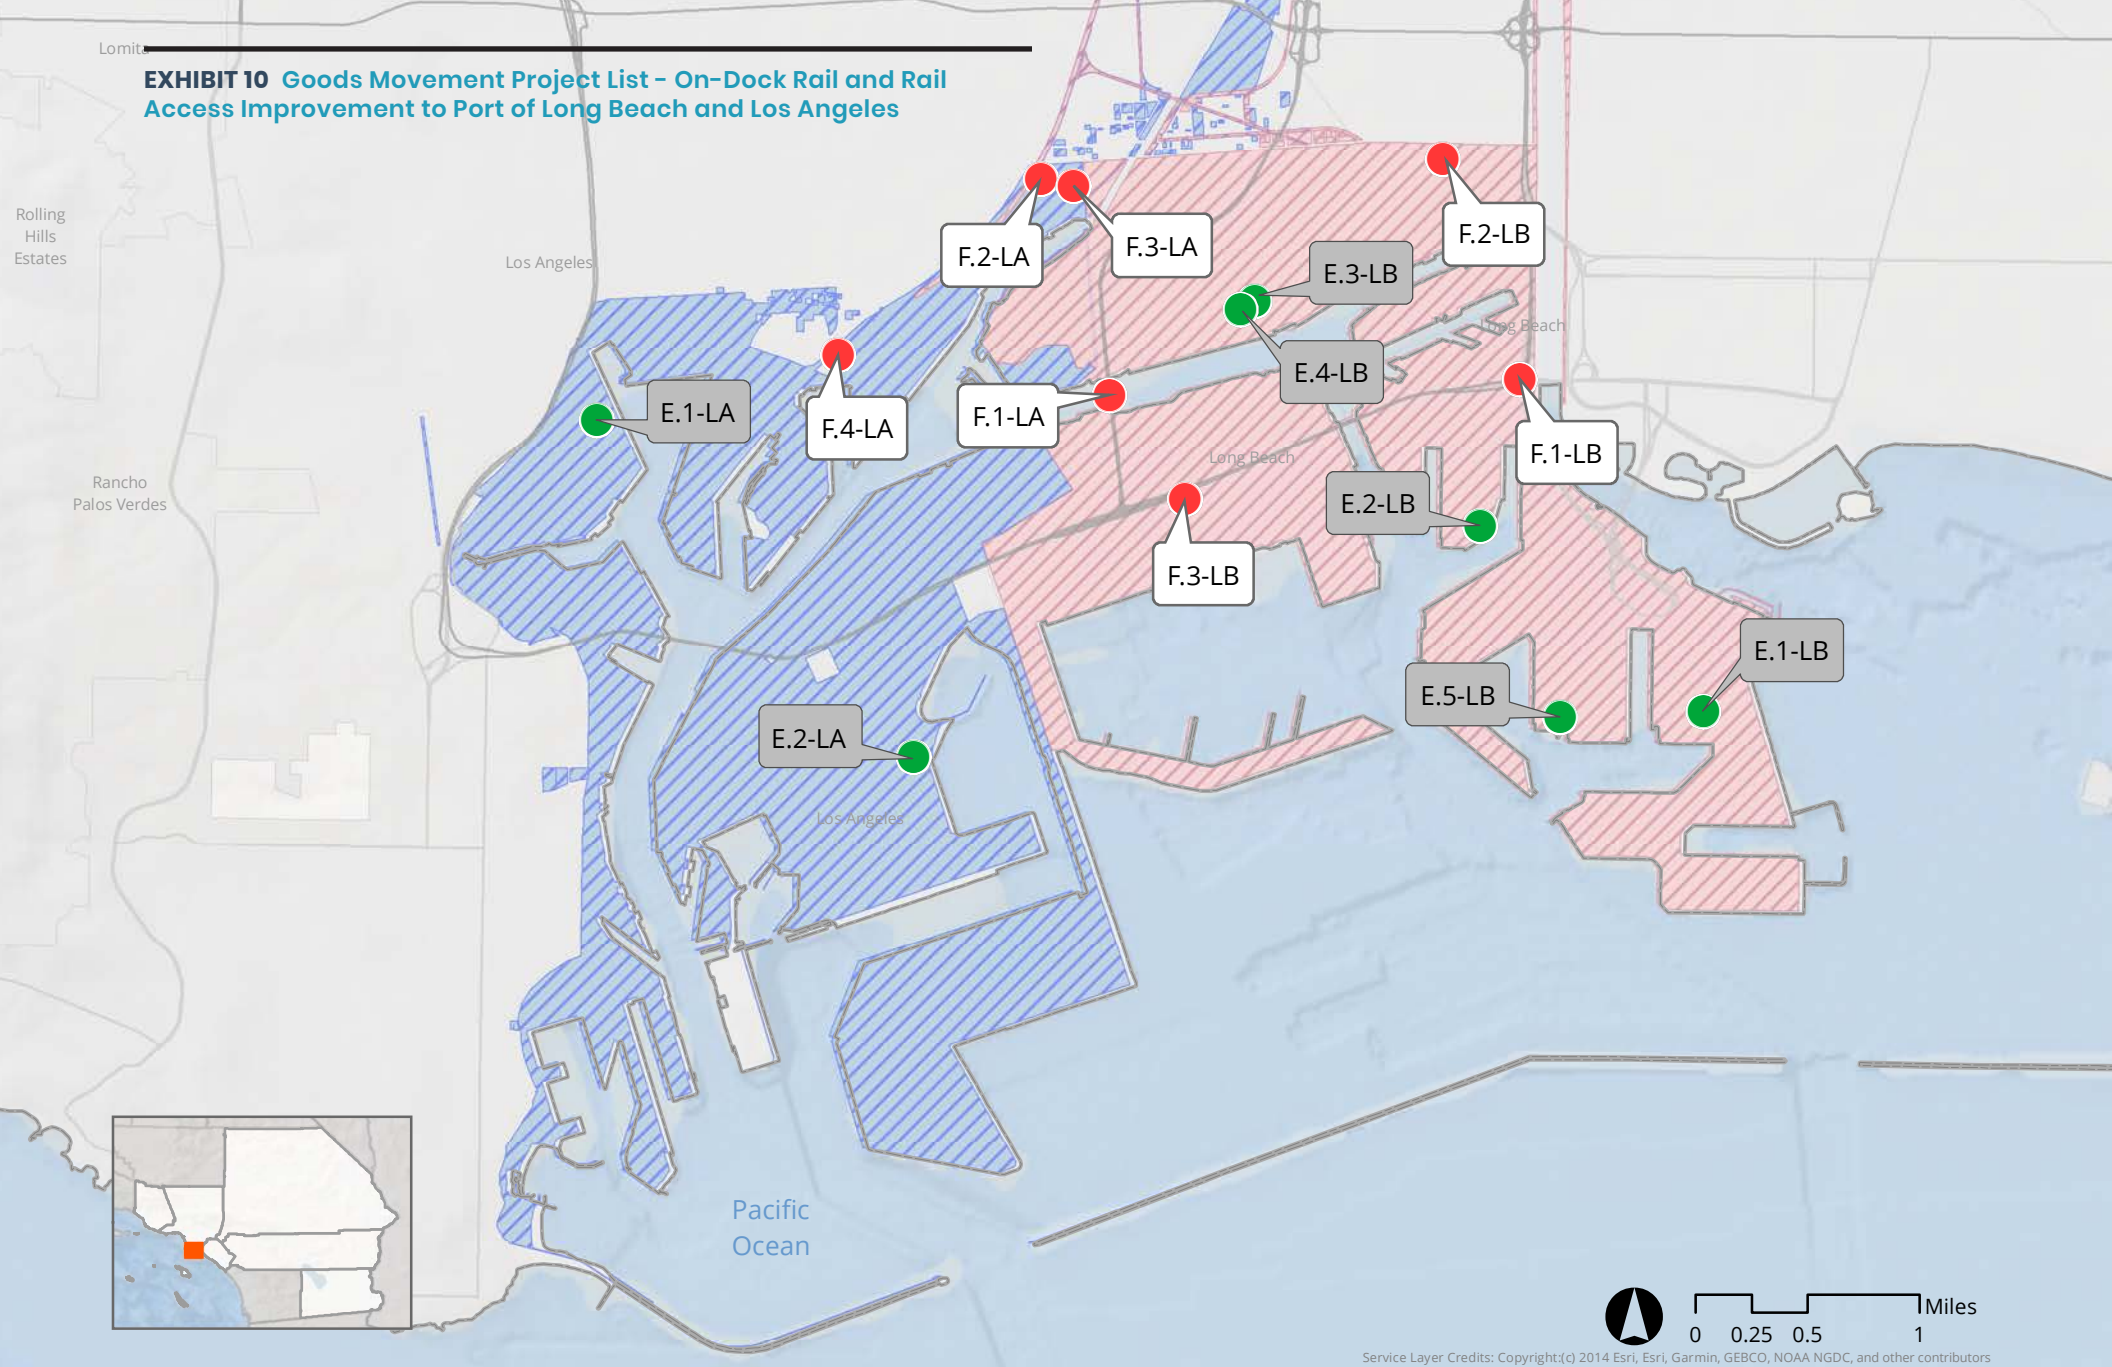 Lomita
EXHIBIT 10 Goods Movement Project List - On-Dock Rail and Rail
Access Improvement to Port of Long Beach and Los Angeles
Rolling
Hills
Estates
Los Angeles
F.2-LA
F.3-LA
F.2-LB
E.3-LB
Long Beach
E.4-LB
E.1-LA
F.4-LA
F.1-LA
F.1-LB
Long Beach
Rancho
Palos Verdes
E.2-LB
F.3-LB
E.1-LB
E.5-LB
E.2-LA
Los Angeles
Pacific
Ocean
Miles
0 0.25 0.5 1
Service Layer Credits: Copyright:(c) 2014 Esri, Esri, Garmin, GEBCO, NOAA NGDC, and other contributors